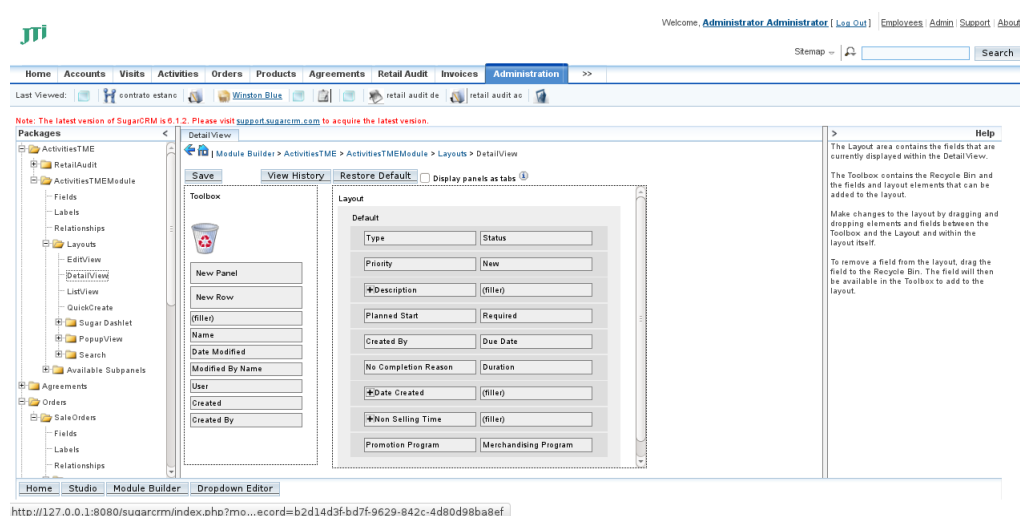 Welcome, Administrator Administrator [ Log Out ] Employees | Admin | Support | About
JTi
Sitemap
Search
Home Accounts Visits Activities Orders Products Agreements Retail Audit Invoices Administration >>
Last Viewed: contrato estanc Winston Blue retail audit de retail audit ac
Note: The latest version of SugarCRM is 6.1.2. Please visit support.sugarcrm.com to acquire the latest version.
Packages <
ActivitiesTME
RetailAudit
ActivitiesTMEModule
Fields
Labels
Relationships
Layouts
EditView
DetailView
ListView
QuickCreate
Sugar Dashlet
PopupView
Search
Available Subpanels
Agreements
Orders
SaleOrders
Fields
Labels
Relationships
DetailView
| Module Builder > ActivitiesTME > ActivitiesTMEModule > Layouts > DetailView
Save View History Restore Default Display panels as tabs
Toolbox
New Panel
New Row
(filler)
Name
Date Modified
Modified By Name
User
Created
Created By
Layout
Default
Type Status
Priority New
Description (filler)
Planned Start Required
Created By Due Date
No Completion Reason Duration
Date Created (filler)
Non Selling Time (filler)
Promotion Program Merchandising Program
> Help
The Layout area contains the fields that are
currently displayed within the DetailView.
The Toolbox contains the Recycle Bin and
the fields and layout elements that can be
added to the layout.
Make changes to the layout by dragging and
dropping elements and fields between the
Toolbox and the Layout and within the
layout itself.
To remove a field from the layout, drag the
field to the Recycle Bin. The field will then
be available in the Toolbox to add to the
layout.
Home Studio Module Builder Dropdown Editor
http://127.0.0.1:8080/sugarcrm/index.php?mo...ecord=b2d14d3f-bd7f-9629-842c-4d80d98ba8ef